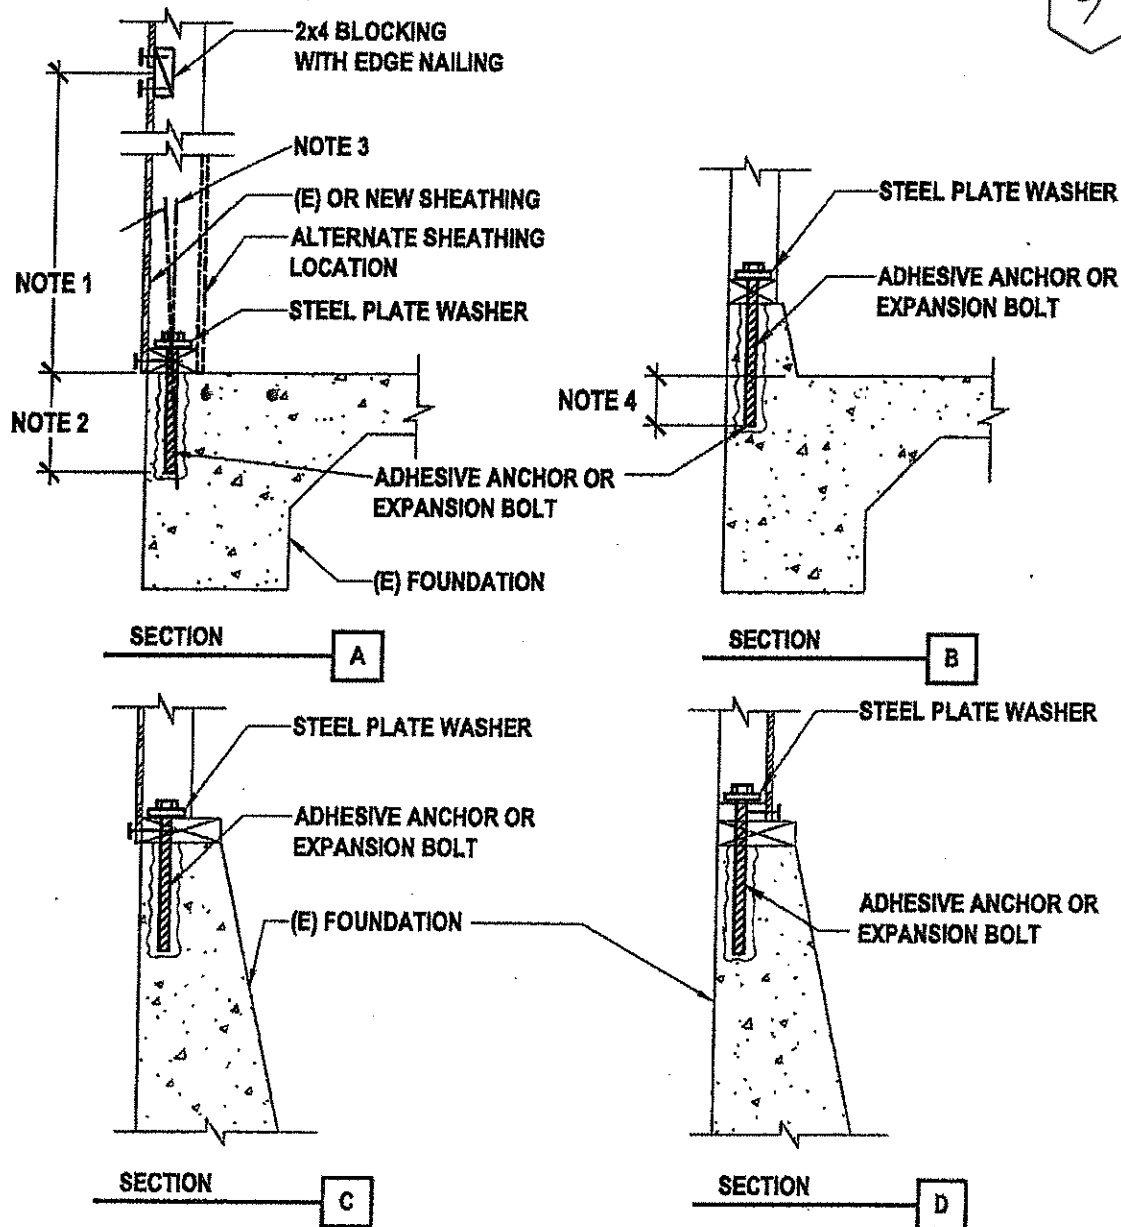 2x4 BLOCKING
WITH EDGE NAILING
NOTE 3
(E) OR NEW SHEATHING
ALTERNATE SHEATHING
LOCATION
STEEL PLATE WASHER
NOTE 1
NOTE 2
ADHESIVE ANCHOR OR
EXPANSION BOLT
(E) FOUNDATION
SECTION
A
STEEL PLATE WASHER
ADHESIVE ANCHOR OR
EXPANSION BOLT
NOTE 4
SECTION
B
STEEL PLATE WASHER
ADHESIVE ANCHOR OR
EXPANSION BOLT
(E) FOUNDATION
SECTION
C
STEEL PLATE WASHER
ADHESIVE ANCHOR OR
EXPANSION BOLT
SECTION
D